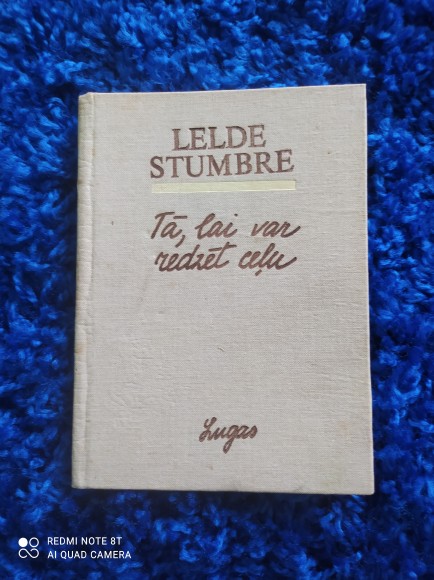 LELDE
STUMBRE
Tā, lai var
redzēt ceļu
Lugas
REDMI NOTE 8T
AI QUAD CAMERA